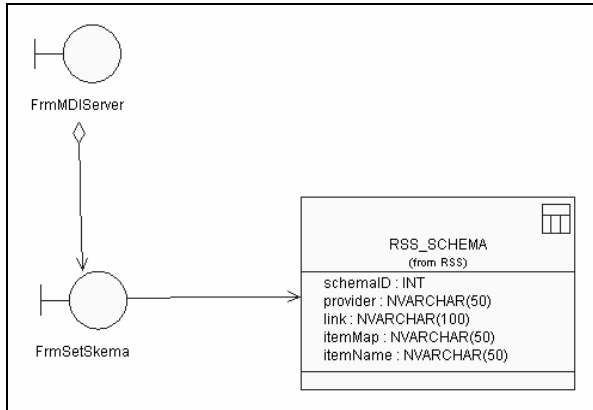 FrmMDIServer
RSS_SCHEMA
(from RSS)
schemaID : INT
provider : NVARCHAR(50)
link : NVARCHAR(100)
itemMap : NVARCHAR(50)
itemName : NVARCHAR(50)
FrmSetSkema